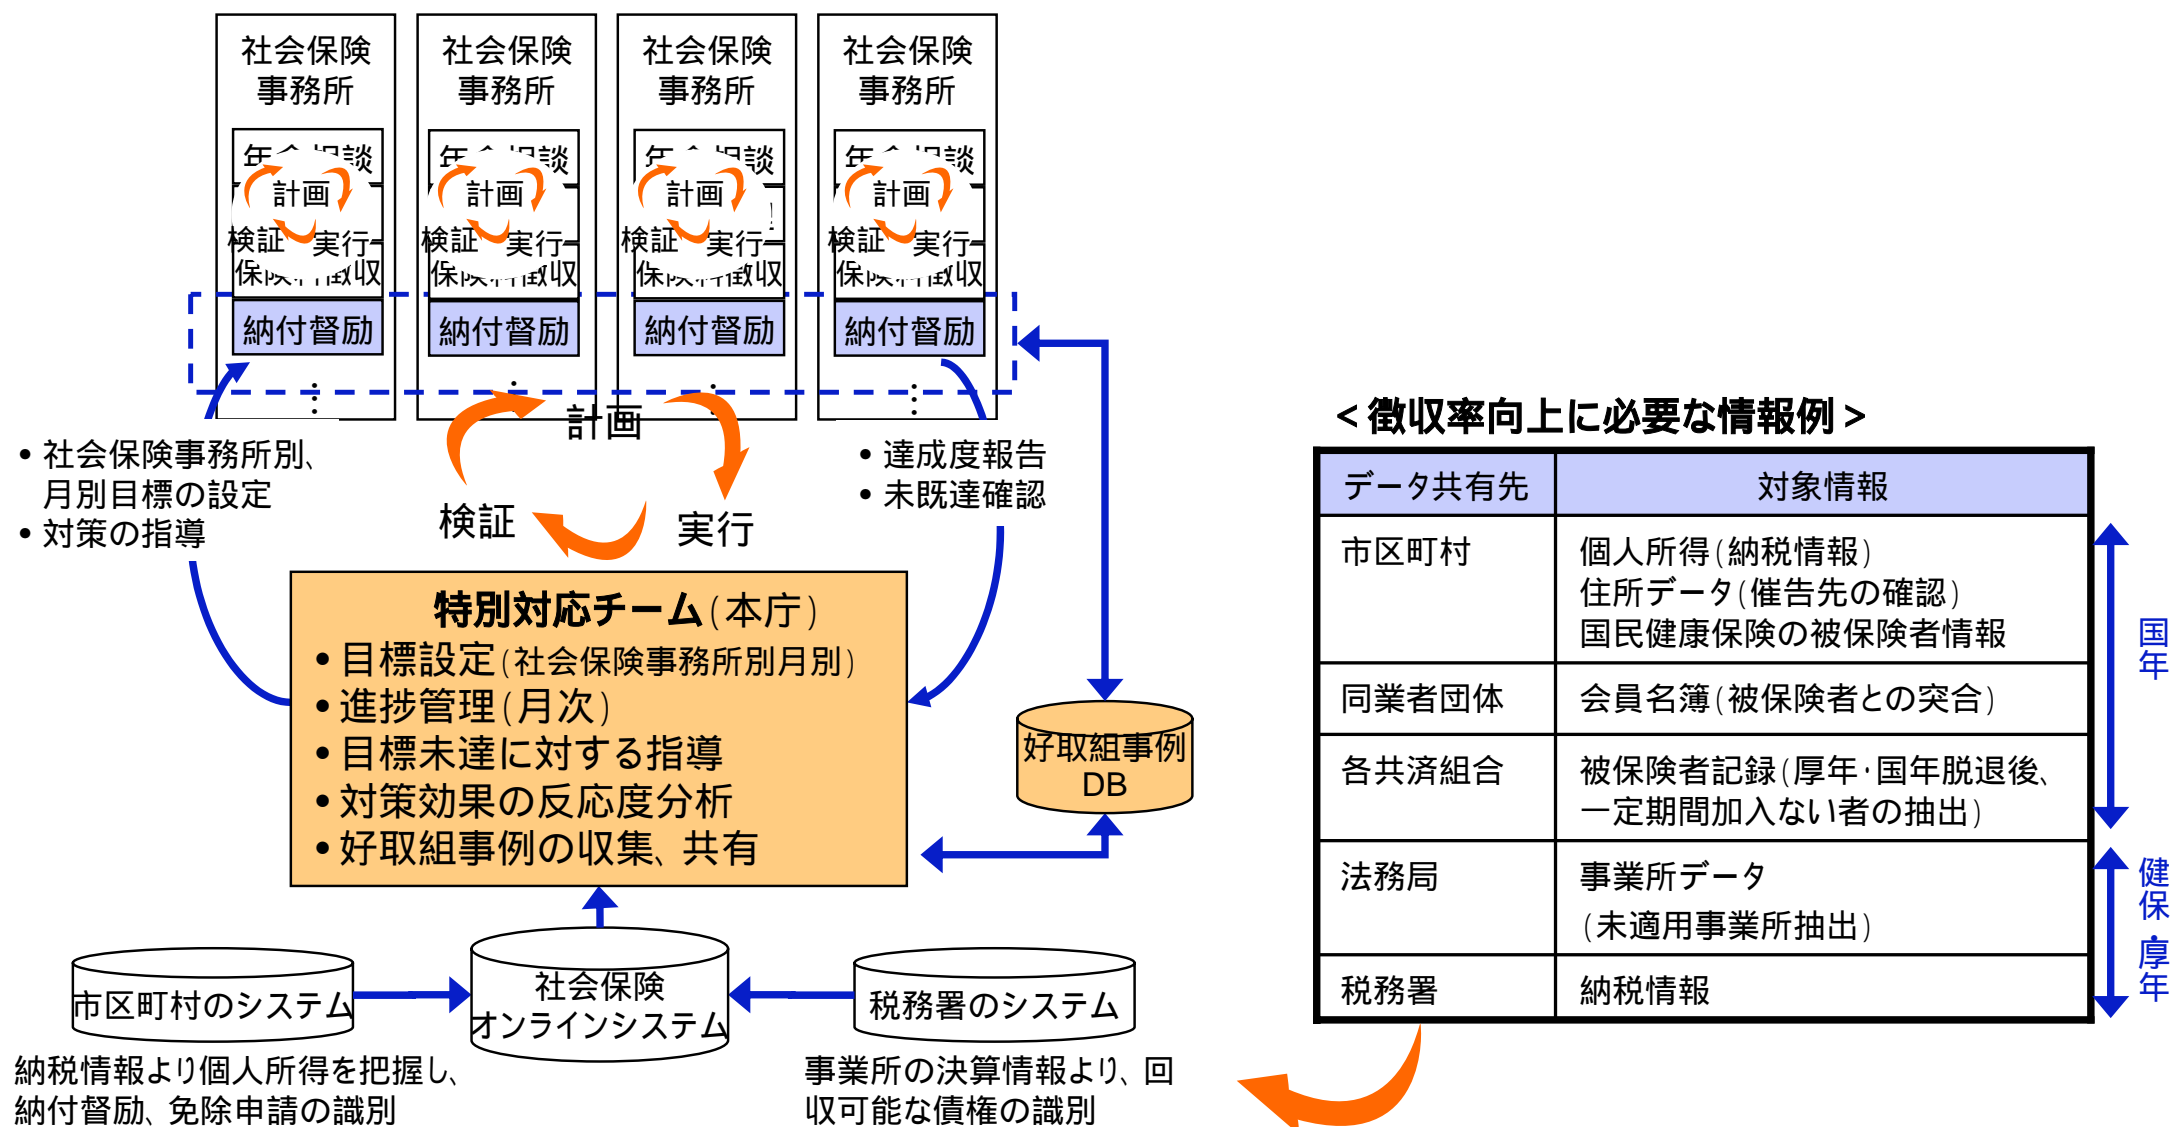 社会保険
事務所
社会保険
事務所
社会保険
事務所
社会保険
事務所
計画
検証
実行
計画
検証
実行
計画
検証
実行
計画
検証
実行
納付督励
納付督励
納付督励
納付督励
計画
検証
実行
• 社会保険事務所別、
月別目標の設定
• 対策の指導
• 達成度報告
• 未既達確認
特別対応チーム(本庁)
• 目標設定(社会保険事務所別月別)
• 進捗管理(月次)
• 目標未達に対する指導
• 対策効果の反応度分析
• 好取組事例の収集、共有
好取組事例
DB
市区町村のシステム
社会保険
オンラインシステム
税務署のシステム
納税情報より個人所得を把握し、
納付督励、免除申請の識別
事業所の決算情報より、回
収可能な債権の識別
<徴収率向上に必要な情報例>
データ共有先
対象情報
市区町村
個人所得(納税情報)
住所データ(催告先の確認)
国民健康保険の被保険者情報
同業者団体
会員名簿(被保険者との突合)
各共済組合
被保険者記録(厚年・国年脱退後、
一定期間加入ない者の抽出)
法務局
事業所データ
(未適用事業所抽出)
税務署
納税情報
国年
健保・厚年